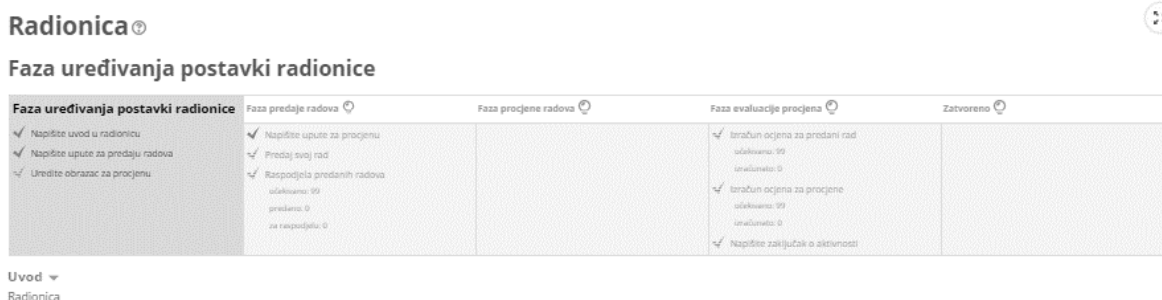 Radionica
Faza uređivanja postavki radionice
Faza uređivanja postavki radionice
Napišite uvod u radionicu
Napišite upute za predaju radova
Uredite obrazac za procjenu
Faza predaje radova
Napišite upute za procjenu
Predaj svoj rad
Raspodjela predanih radova
učekivano: 99
predano: 0
za raspodjelu: 0
Faza procjene radova
Faza evaluacije procjena
Izračun ocjena za predani rad
učekivano: 99
izračunato: 0
Izračun ocjena za procjene
učekivano: 99
izračunato: 0
Napišite zaključak o aktivnosti
Zatvoreno
Uvod
Radionica